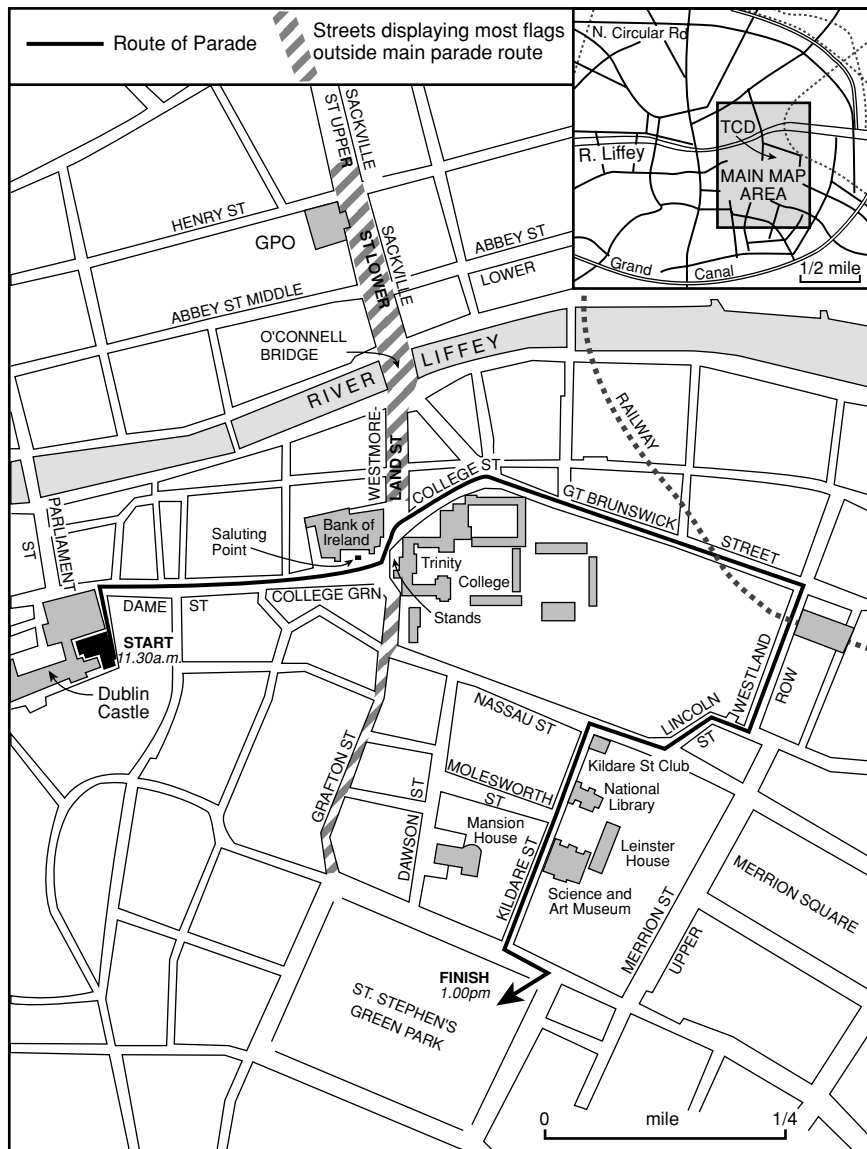 Route of Parade
Streets displaying most flags
outside main parade route
N. Circular Rd
TCD
R. Liffey
MAIN MAP
AREA
Grand
Canal
1/2 mile
SACKVILLE
ST UPPER
HENRY ST
GPO
SACKVILLE
ST LOWER
ABBEY ST
LOWER
ABBEY ST MIDDLE
O'CONNELL
BRIDGE
RIVER
LIFFEY
RAILWAY
WESTMORE-
LAND ST
COLLEGE ST
GT BRUNSWICK
STREET
PARLIAMENT
ST
Saluting
Point
Bank of
Ireland
Trinity
College
Stands
DAME
ST
COLLEGE GRN
START
11.30a.m.
Dublin
Castle
WESTLAND
ROW
LINCOLN
ST
NASSAU ST
GRAFTON ST
Kildare St Club
MOLESWORTH
ST
National
Library
DAWSON
ST
Mansion
House
Leinster
House
KILDARE ST
Science and
Art Museum
MERRION ST
UPPER
MERRION SQUARE
FINISH
1.00pm
ST. STEPHEN'S
GREEN PARK
0
mile
1/4